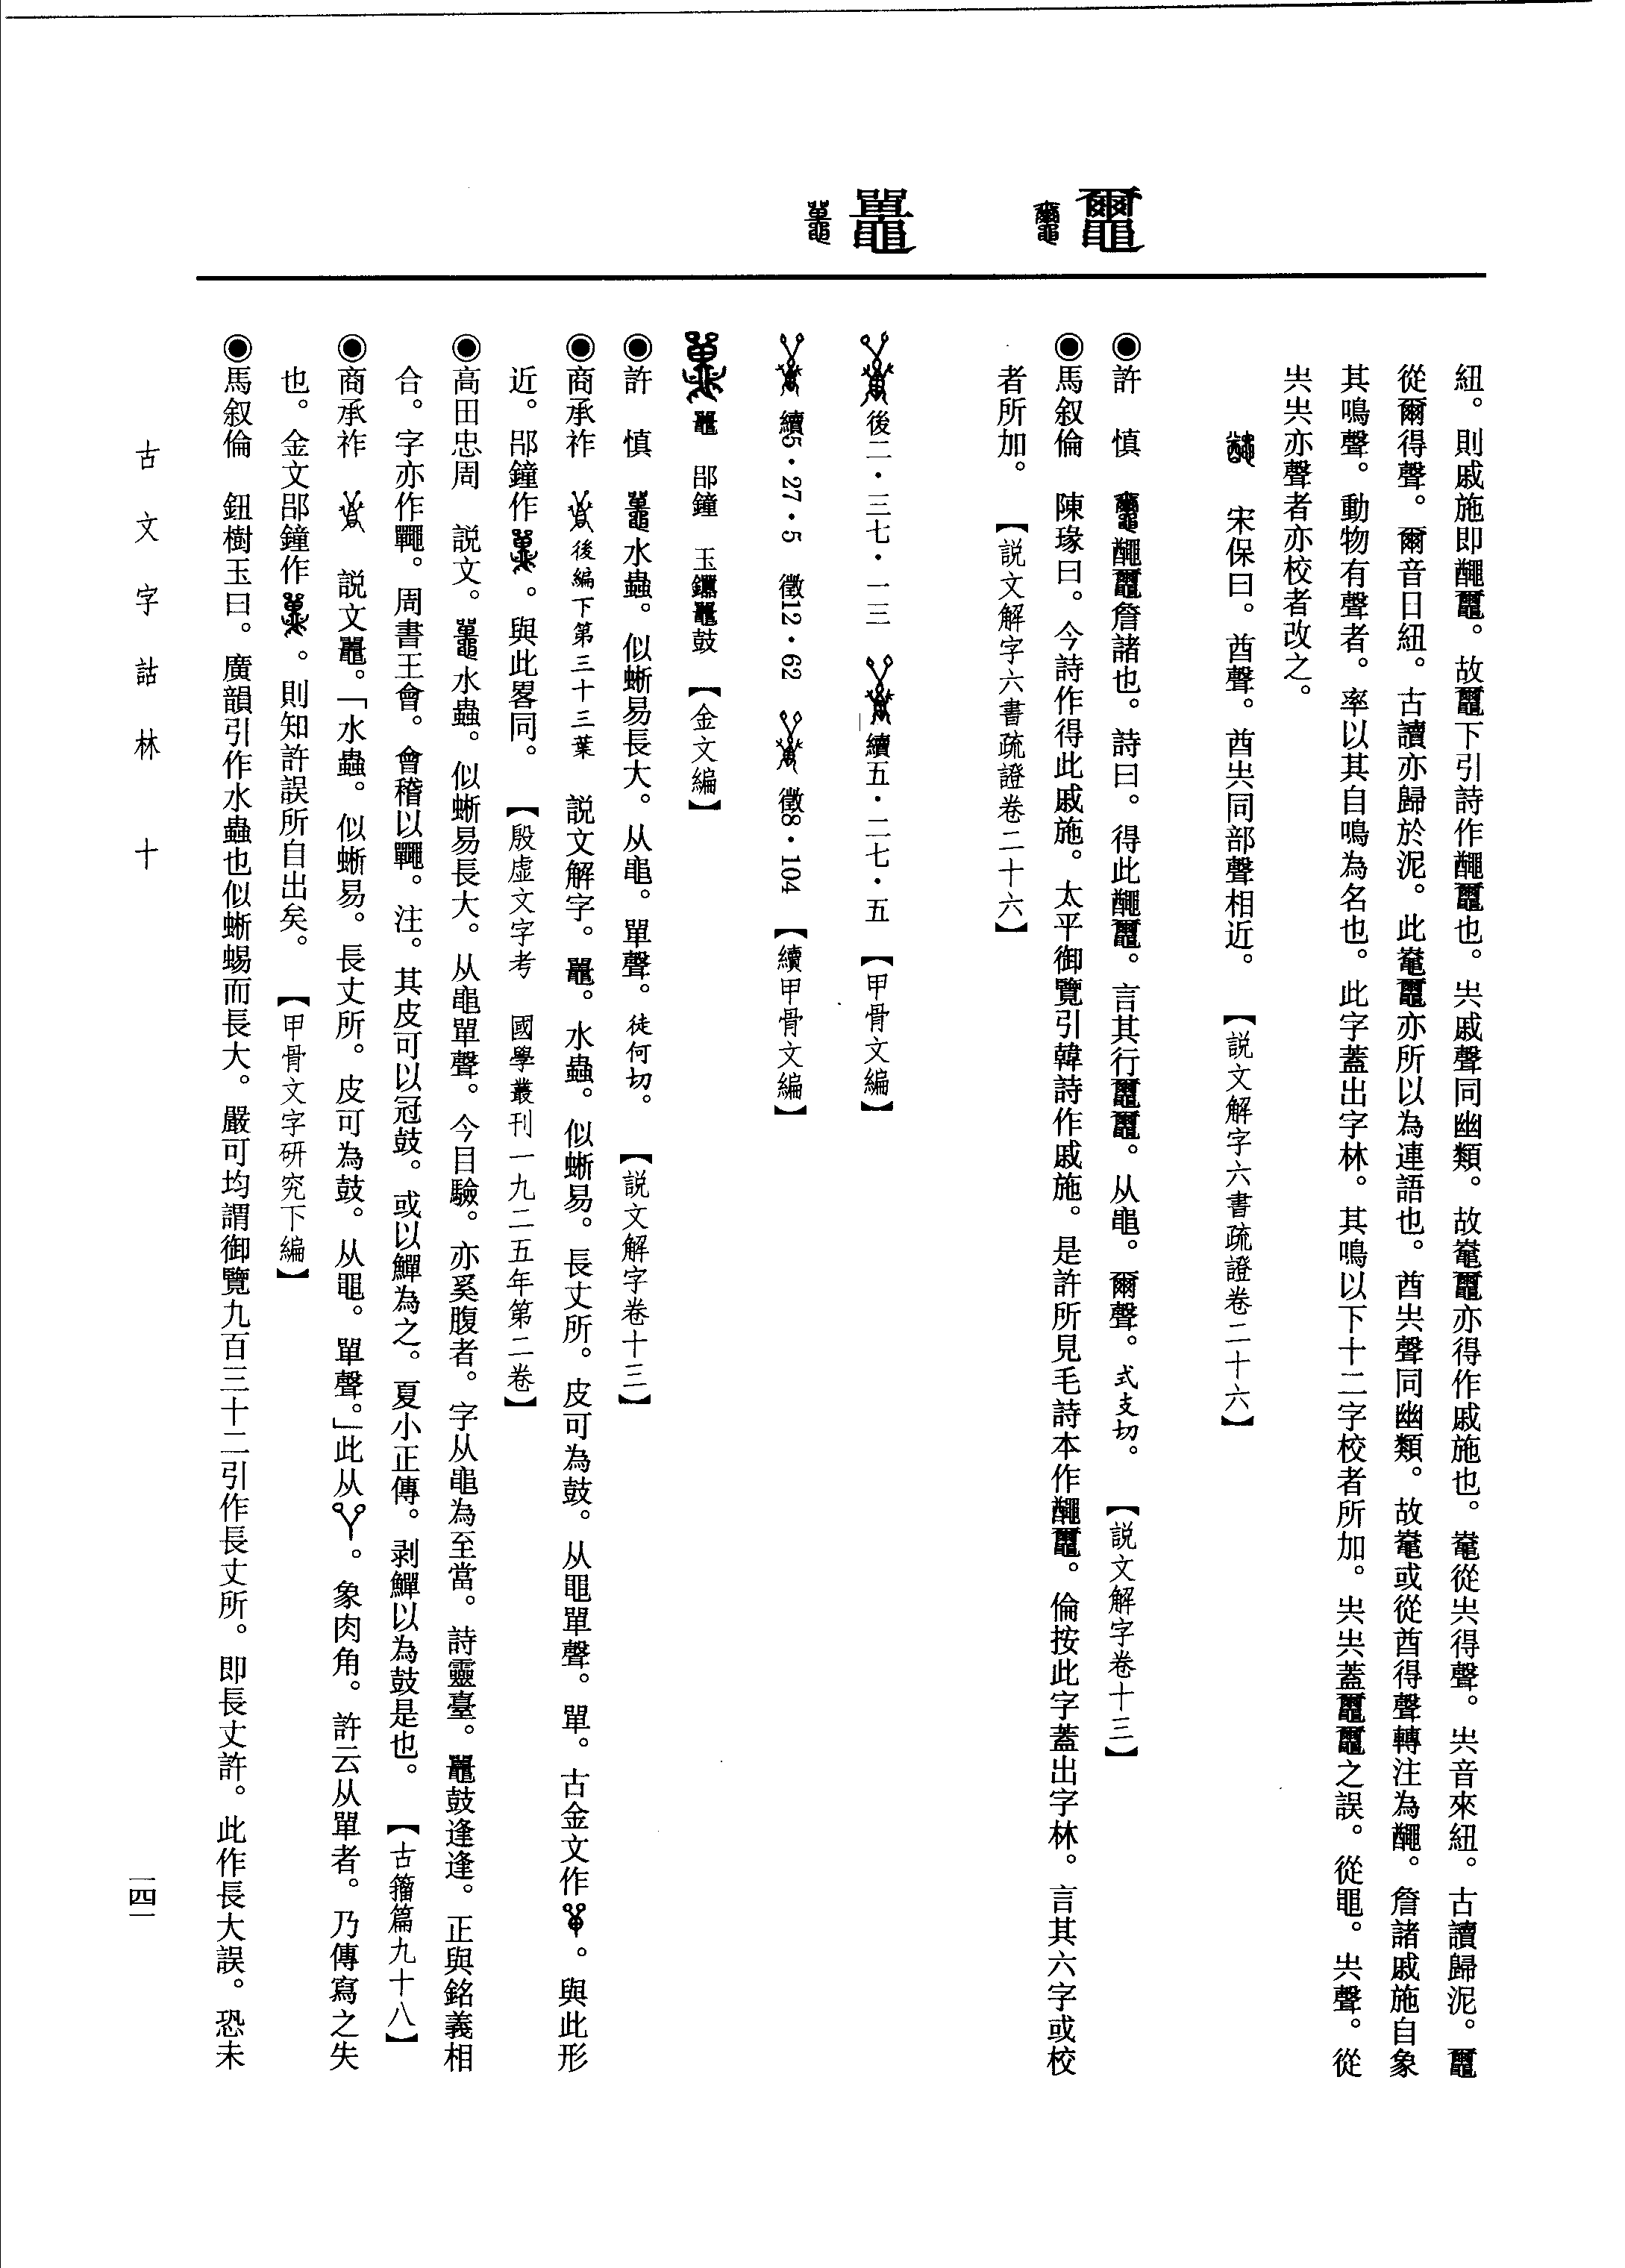 鼉
紐。則戚施即䵶。故下引詩作䵶也。圥戚聲同幽類。故亦得作戚施也。從圥得聲。圥音來紐。古讀歸泥。
從爾得聲。爾音日紐。古讀亦歸於泥。此亦所以為連語也。酋圥聲同幽類。故或從酋得聲轉注為䵶。詹諸戚施自象
其鳴聲。動物有聲者。率以其自鳴為名也。此字蓋出字林。其鳴以下十二字校者所加。圥圥蓋之誤。從黽。圥聲。從
圥圥亦聲者亦校者改之。
宋保曰。酋聲。酋圥同部聲相近。【說文解字六書疏證卷二十六】
◉許　慎　䵶詹諸也。詩曰。得此䵶。言其行。从黽。爾聲。式支切。【說文解字卷十三】
◉馬叙倫　陳瑑曰。今詩作得此戚施。太平御覽引韓詩作戚施。是許所見毛詩本作䵶。倫按此字蓋出字林。言其六字或校
者所加。【說文解字六書疏證卷二十六】
後二·三七·一三　續五·二七·五【甲骨文編】
續5·27·5　徵12·62　徵8·104【續甲骨文編】
鼉　郘鐘　玉鼉鼓【金文編】
◉許　慎　水蟲。似蜥易長大。从黽。單聲。徒何切。【說文解字卷十三】
◉商承祚　後編下第三十三葉　說文解字。鼉。水蟲。似蜥易。長丈所。皮可為鼓。从黽單聲。單。古金文作。與此形
近。郘鐘作。與此畧同。【殷虛文字考　國學叢刊一九二五年第二卷】
◉高田忠周　說文。水蟲。似蜥易長大。从黽單聲。今目驗。亦奚腹者。字从黽為至當。詩靈臺。鼉鼓逢逢。正與銘義相
合。字亦作。周書王會。會稽以。注。其皮可以冠鼓。或以鱓為之。夏小正傳。剥鱓以為鼓是也。【古籀篇九十八】
◉商承祚　說文鼉。「水蟲。似蜥易。長丈所。皮可為鼓。从黽。單聲。」此从。象肉角。許云从單者。乃傳寫之失
也。金文郘鐘作。則知許誤所自出矣。【甲骨文字研究下編】
◉馬叙倫　鈕樹玉曰。廣韻引作水蟲也似蜥蜴而長大。嚴可均謂御覽九百三十二引作長丈所。即長丈許。此作長大誤。恐未
古文字詁林　十
一四一